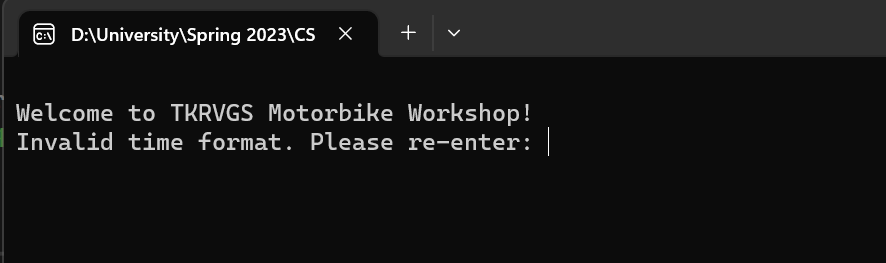 D:\University\Spring 2023\CS
Welcome to TKRVGS Motorbike Workshop!
Invalid time format. Please re-enter: